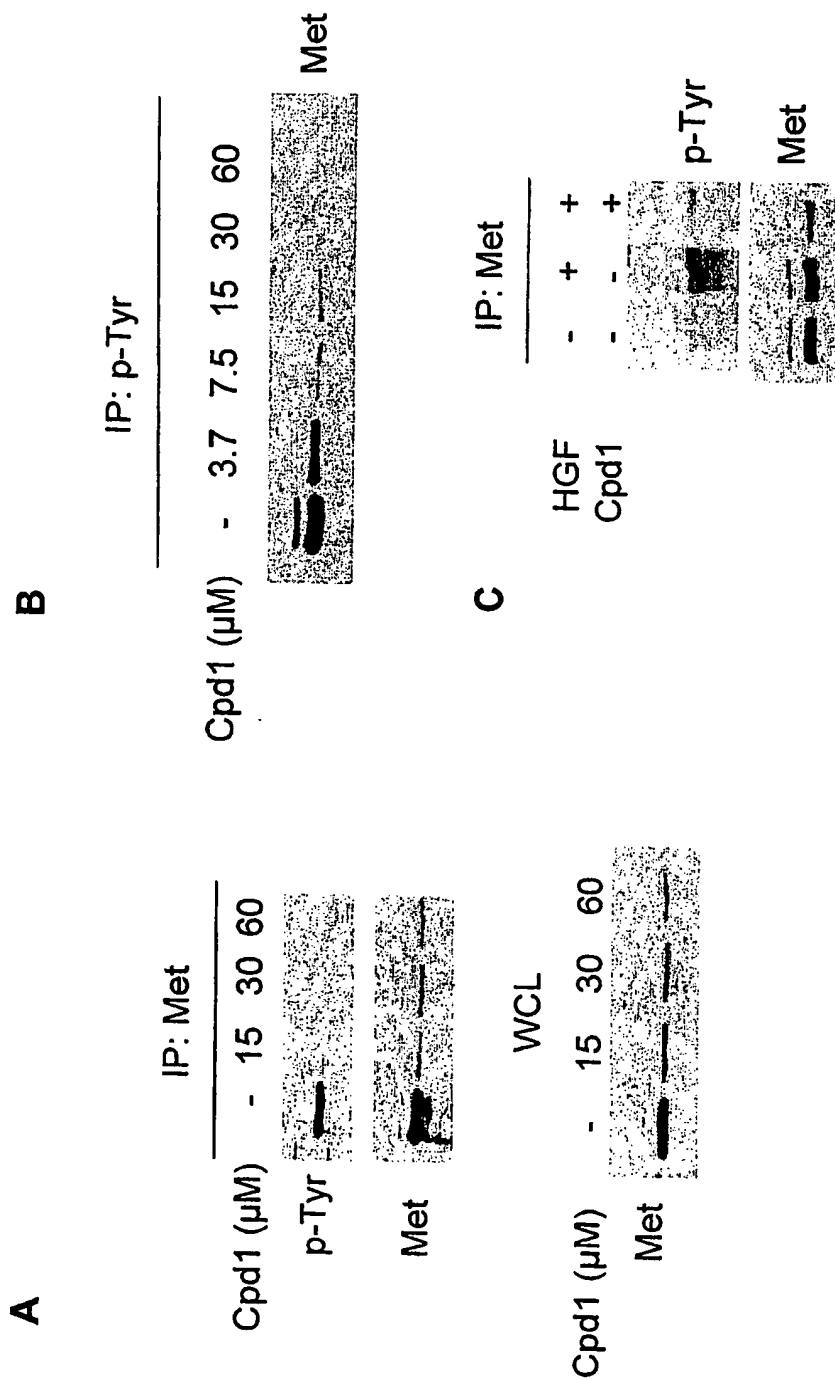 A
IP: Met
Cpd1 (µM) - 15 30 60
p-Tyr
Met
WCL
Cpd1 (µM) - 15 30 60
Met
B
IP: p-Tyr
Cpd1 (µM) - 3.7 7.5 15 30 60
Met
C
IP: Met
HGF - + +
Cpd1 - - +
p-Tyr
Met